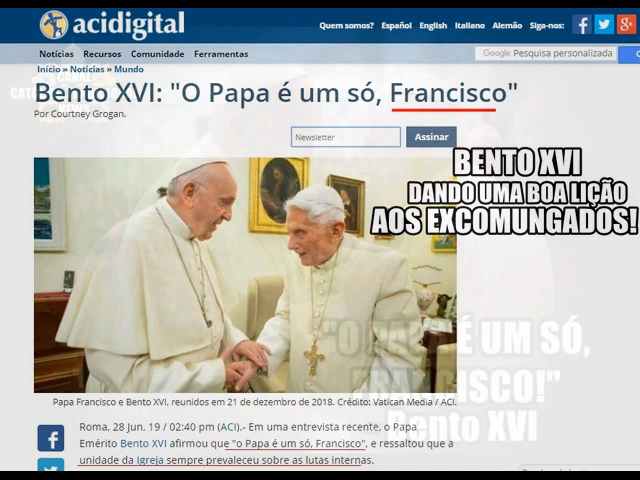 acidigital
Quem somos? Español English Italiano Alemão Siga-nos:
Notícias Recursos Comunidade Ferramentas
Google Pesquisa personalizada
Início » Notícias » Mundo
Bento XVI: "O Papa é um só, Francisco"
Por Courtney Grogan.
Newsletter Assinar
BENTO XVI
DANDO UMA BOA LIÇÃO
AOS EXCOMUNGADOS!
"O PAPA É UM SÓ,
FRANCISCO!"
Bento XVI
Papa Francisco e Bento XVI, reunidos em 21 de dezembro de 2018. Crédito: Vatican Media / ACI.
Roma, 28 Jun. 19 / 02:40 pm (ACI).- Em uma entrevista recente, o Papa
Emérito Bento XVI afirmou que "o Papa é um só, Francisco", e ressaltou que a
unidade da Igreja sempre prevaleceu sobre as lutas internas.